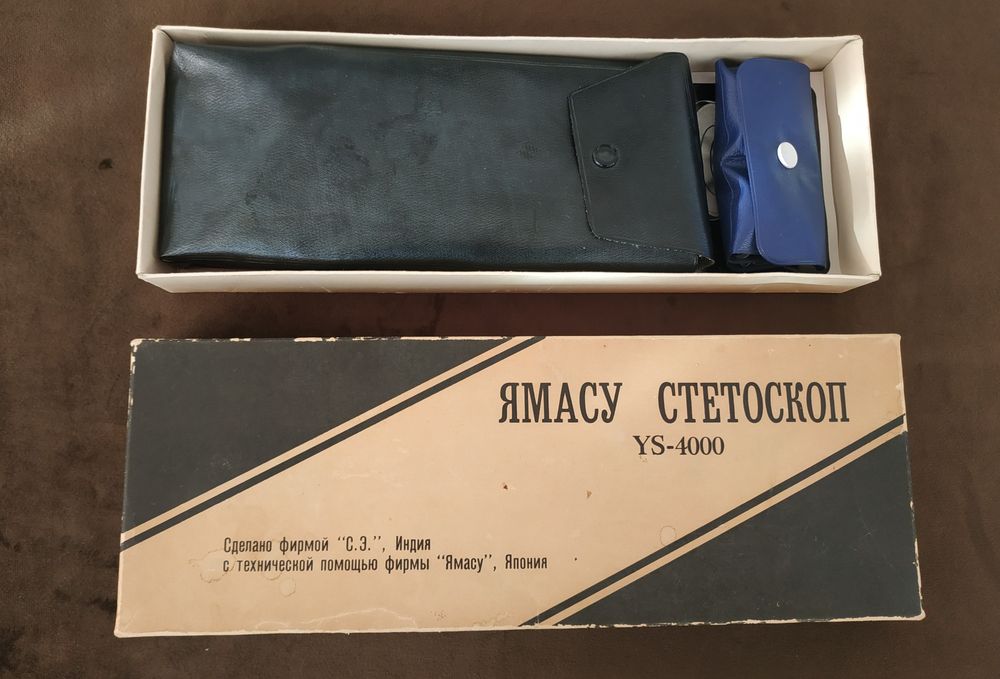 ЯМАСУ СТЕТОСКОП
YS-4000
Сделано фирмой "С.Э.", Индия
с технической помощью фирмы "Ямасу", Япония